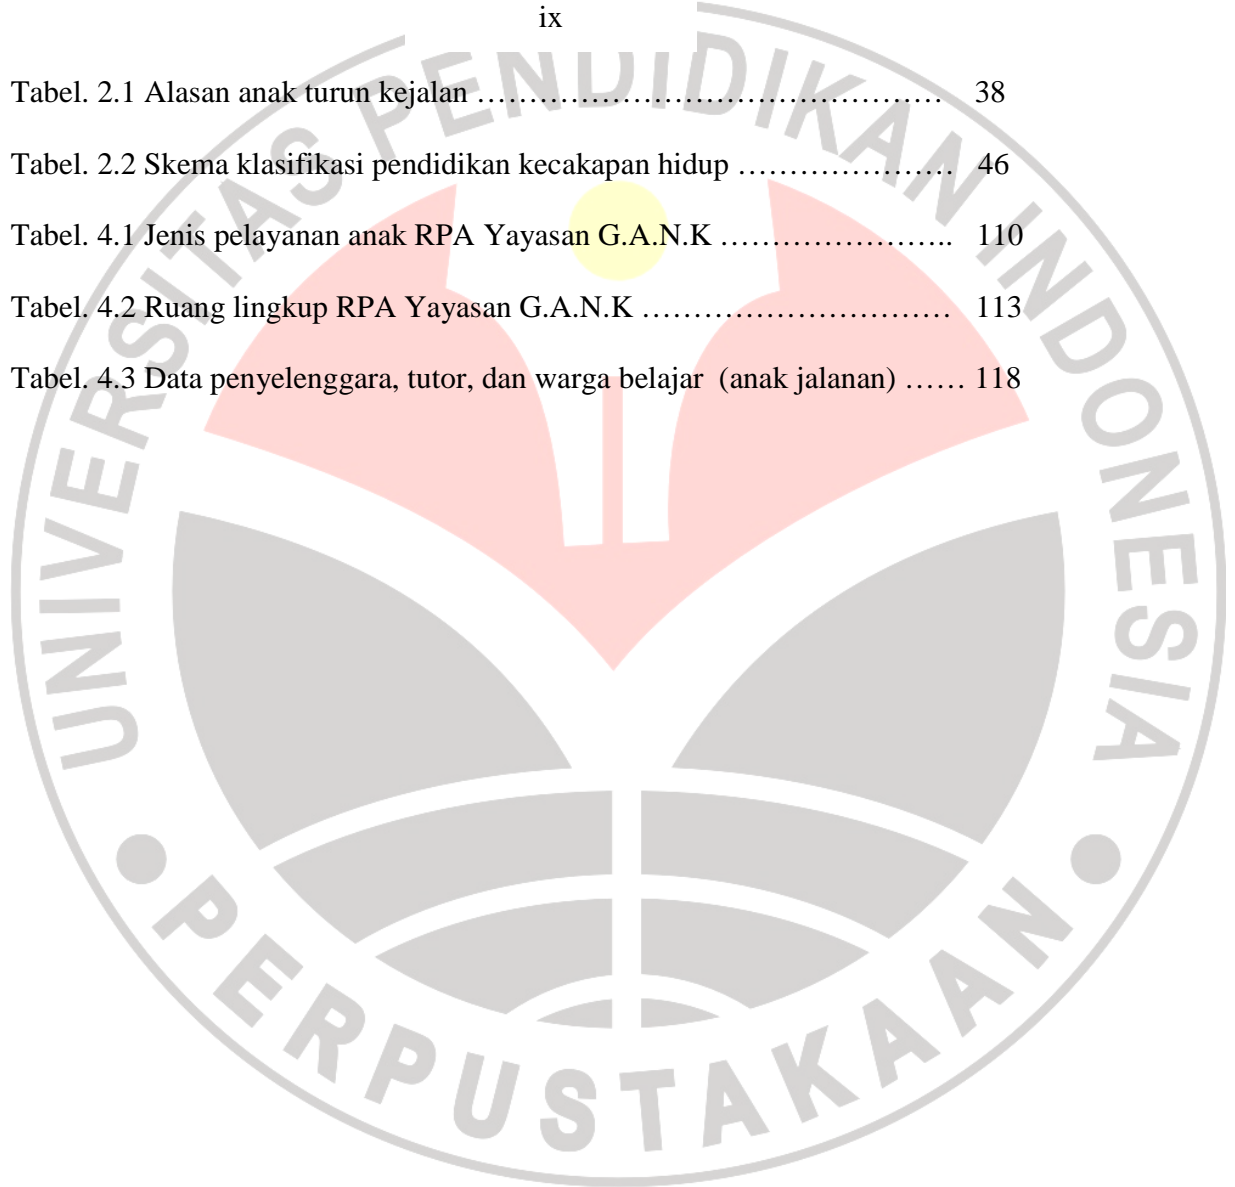 ix
Tabel. 2.1 Alasan anak turun kejalan ……………………………………… 38
Tabel. 2.2 Skema klasifikasi pendidikan kecakapan hidup ………………… 46
Tabel. 4.1 Jenis pelayanan anak RPA Yayasan G.A.N.K ………………….. 110
Tabel. 4.2 Ruang lingkup RPA Yayasan G.A.N.K ………………………… 113
Tabel. 4.3 Data penyelenggara, tutor, dan warga belajar (anak jalanan) …… 118
UNIVERSITAS PENDIDIKAN INDONESIA
PERPUSTAKAAN